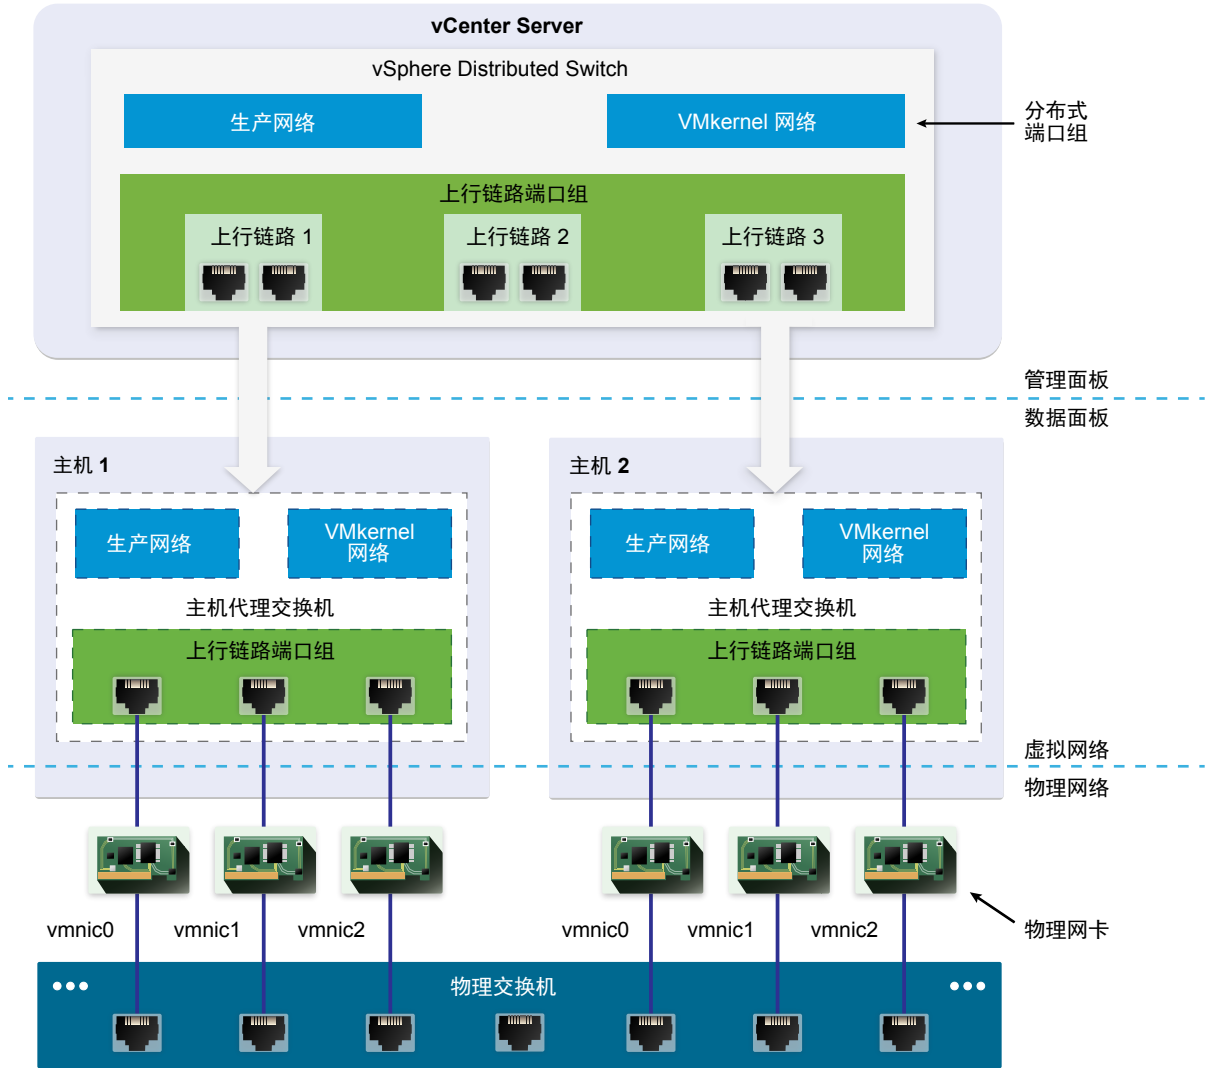 vCenter Server
vSphere Distributed Switch
生产网络
VMkernel 网络
分布式
端口组
上行链路端口组
上行链路 1
上行链路 2
上行链路 3
管理面板
数据面板
主机 1
生产网络
VMkernel
网络
主机代理交换机
上行链路端口组
主机 2
生产网络
VMkernel
网络
主机代理交换机
上行链路端口组
虚拟网络
物理网络
vmnic0
vmnic1
vmnic2
vmnic0
vmnic1
vmnic2
物理网卡
物理交换机